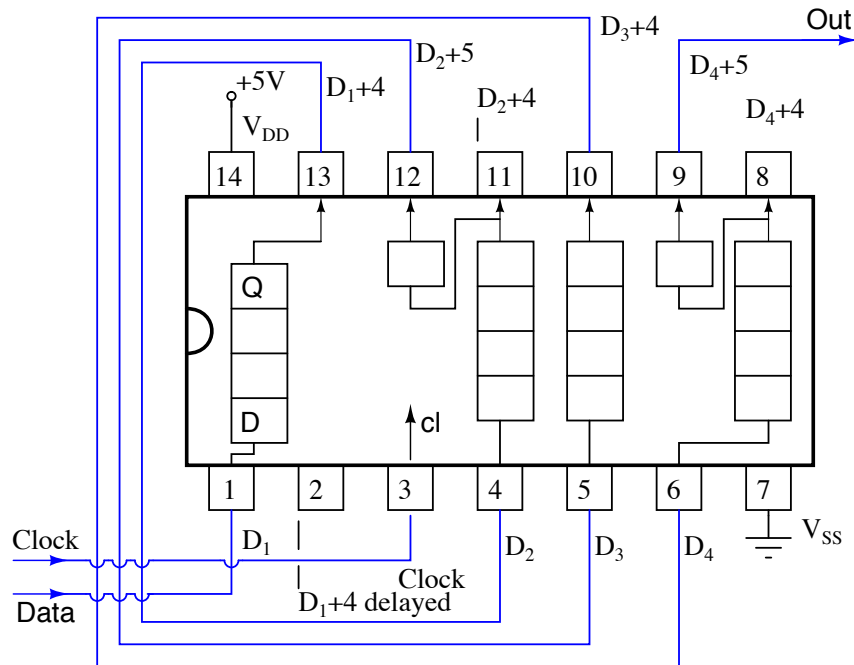 Out
D₃+4
D₂+5
D₄+5
D₁+4
+5V
D₂+4
D₄+4
V_DD
14 13 12 11 10 9 8
Q
D
cl
1 2 3 4 5 6 7
Clock
D₁
D₂
D₃
D₄
V_SS
Clock
Data
D₁+4 delayed